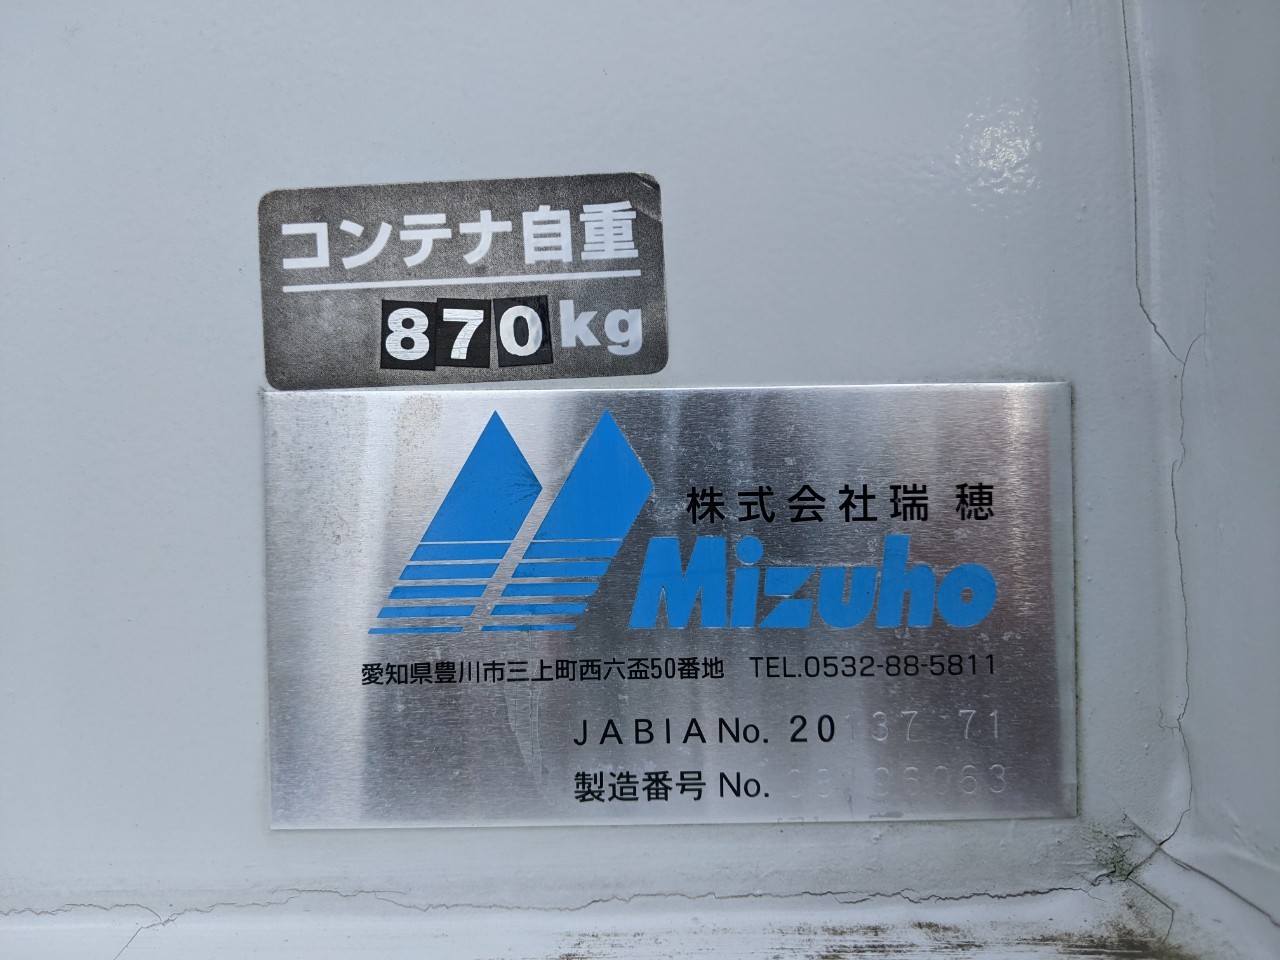 コンテナ自重
870kg
株式会社瑞穂
Mizuho
愛知県豊川市三上町西六盃50番地 TEL.0532-88-5811
JABIA No. 20137 71
製造番号 No.